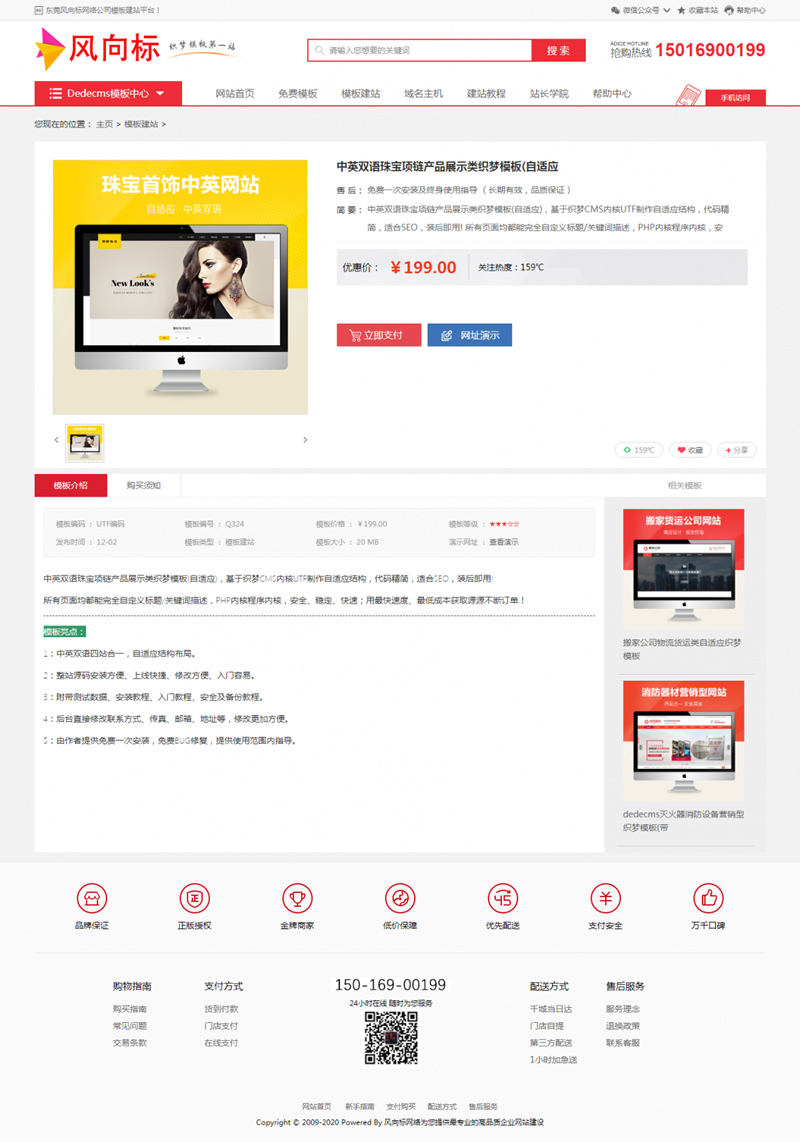 东莞风向标网络公司模板建站平台！
微信公众号 收藏本站 帮助中心
风向标
织梦模板第一站
请输入您想要的关键词
搜 索
ADICE HOTLINE
抢购热线
15016900199
Dedecms模板中心
网站首页 免费模板 模板建站 域名主机 建站教程 站长学院 帮助中心
手机访问
您现在的位置： 主页 > 模板建站 >
珠宝首饰中英网站
自适应 中英双语
New Look's
中英双语珠宝项链产品展示类织梦模板(自适应
售 后： 免费一次安装及终身使用指导（ 长期有效，品质保证 ）
简 要： 中英双语珠宝项链产品展示类织梦模板(自适应)，基于织梦CMS内核UTF制作自适应结构，代码精
简，适合SEO，装后即用! 所有页面均都能完全自定义标题/关键词描述，PHP内核程序内核，安
优惠价： ￥199.00
关注热度：159℃
立即支付
网址演示
159℃
收藏
分享
模板介绍
购买须知
相关模板
模板编码 ： UTF编码
模板编号 ： Q324
模板价格 ： ￥199.00
模板等级 ： ★★★☆☆
发布时间 ： 12-02
模板类型 ： 模板建站
模板大小 ： 20 MB
演示网址 ： 查看演示
中英双语珠宝项链产品展示类织梦模板(自适应)，基于织梦CMS内核UTF制作自适应结构，代码精简，适合SEO，装后即用!
所有页面均都能完全自定义标题/关键词描述，PHP内核程序内核，安全、稳定、快速；用最快速度、最低成本获取源源不断订单！
模板亮点：
1：中英双语四站合一，自适应结构布局。
2：整站源码安装方便、上线快捷、修改方便、入门容易。
3：附带测试数据、安装教程、入门教程、安全及备份教程。
4：后台直接修改联系方式、传真、邮箱、地址等，修改更加方便。
5：由作者提供免费一次安装，免费BUG修复，提供使用范围内指导。
搬家货运公司网站
搬家公司物流货运类自适应织梦
模板
消防器材营销型网站
dedecms灭火器消防设备营销型
织梦模板(带
品牌保证
正版授权
金牌商家
低价保障
优先配送
支付安全
万千口碑
购物指南
购买指南
常见问题
交易条款
支付方式
货到付款
门店支付
在线支付
150-169-00199
24小时在线 随时为您服务
配送方式
千城当日达
门店自提
第三方配送
1小时加急送
售后服务
服务理念
退换政策
联系客服
网站首页 新手指南 支付购买 配送方式 售后服务
Copyright © 2009-2020 Powered By 风向标网络为您提供最专业的高品质企业网站建设